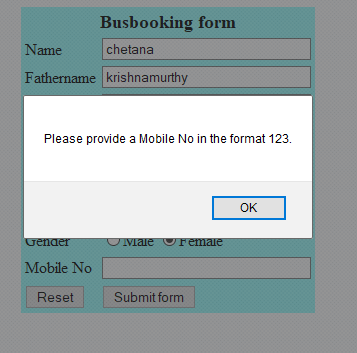 Busbooking form
Name chetana
Fathername krishnamurthy
Please provide a Mobile No in the format 123.
OK
Gender Male Female
Mobile No
Reset Submit form